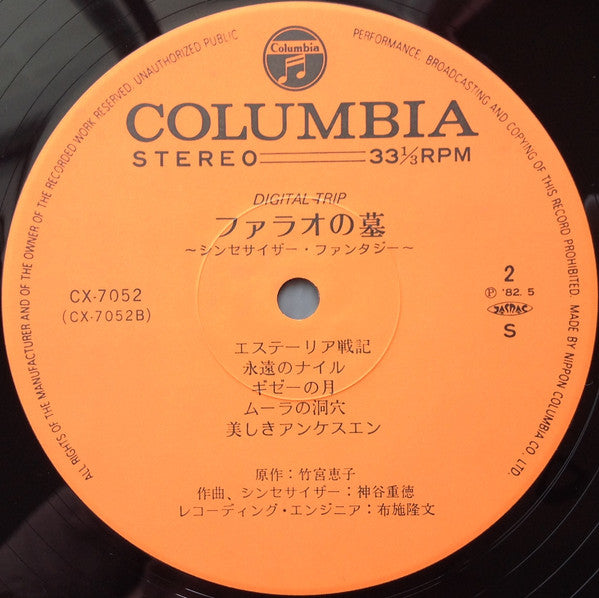 ALL RIGHTS OF THE MANUFACTURER AND OF THE OWNER OF THE RECORDED WORK RESERVED. UNAUTHORIZED PUBLIC PERFORMANCE, BROADCASTING AND COPYING OF THIS RECORD PROHIBITED. MADE BY NIPPON COLUMBIA CO., LTD.
Columbia
COLUMBIA
STEREO 33⅓RPM
DIGITAL TRIP
ファラオの墓
〜シンセサイザー・ファンタジー〜
CX-7052
(CX-7052B)
2
Ⓟ '82. 5
JASRAC
S
エステーリア戦記
永遠のナイル
ギゼーの月
ムーラの洞穴
美しきアンケスエン
原作：竹宮恵子
作曲、シンセサイザー：神谷重徳
レコーディング・エンジニア：布施隆文